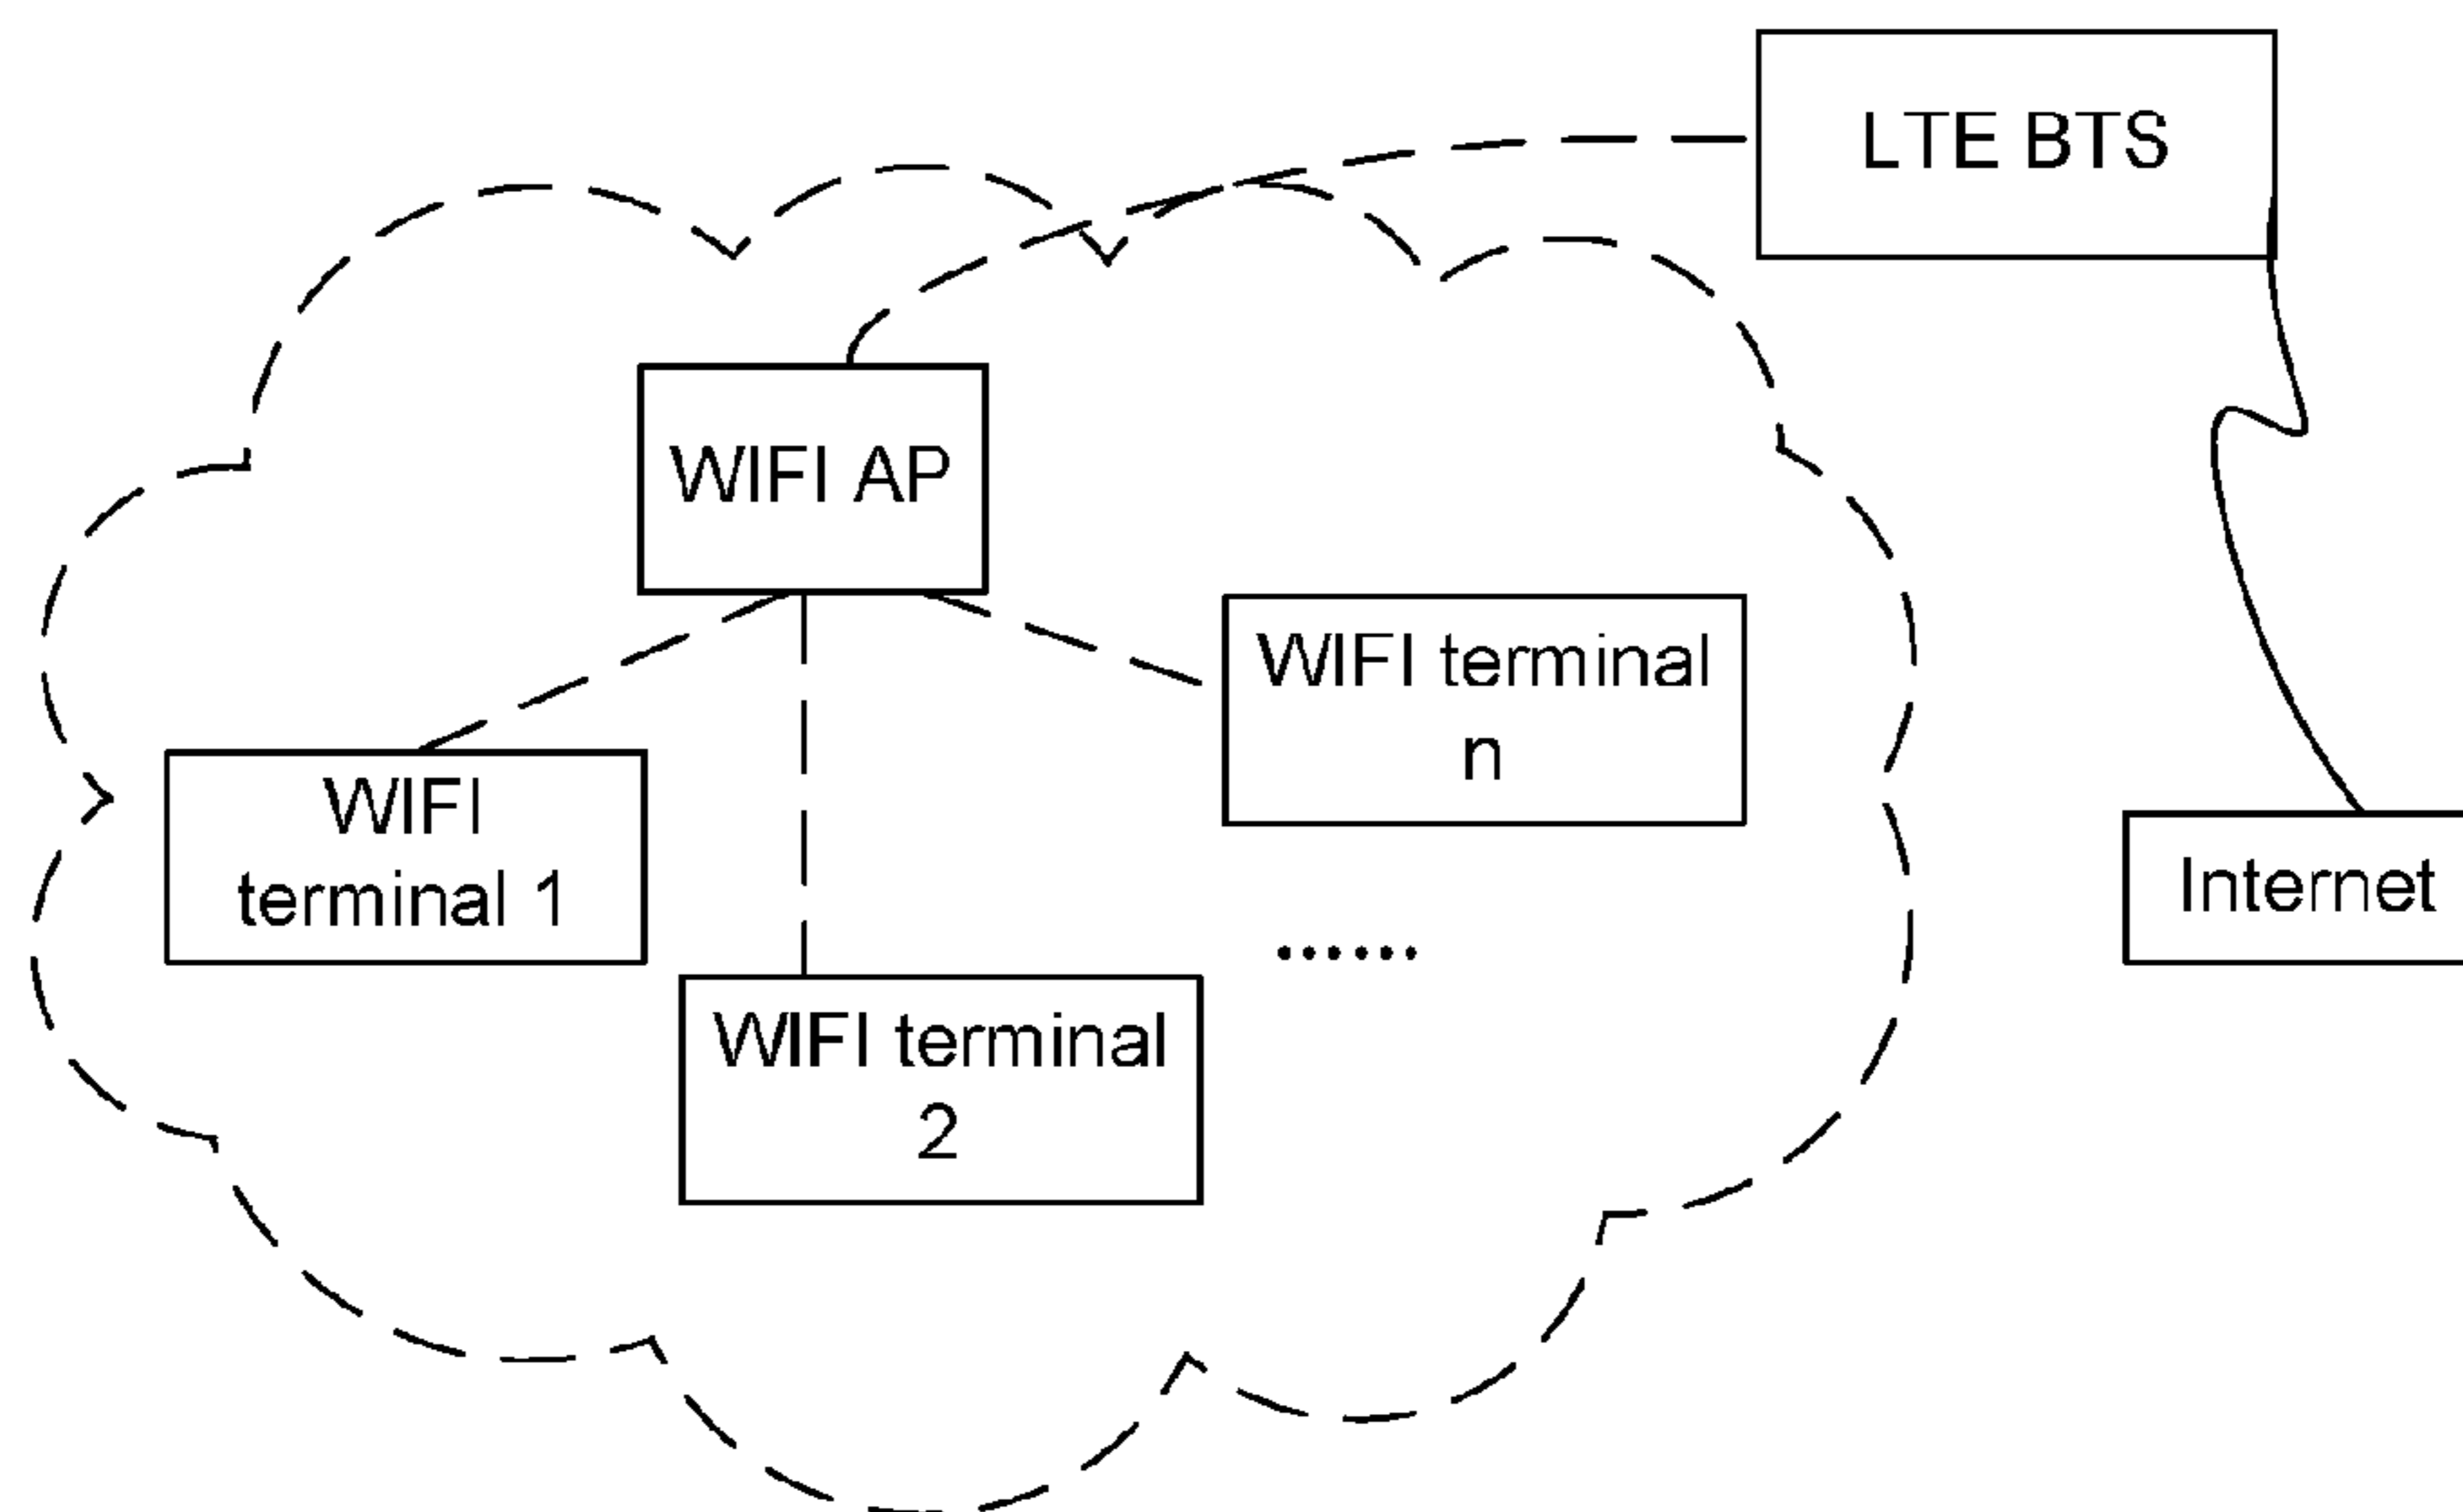 LTE BTS
WIFI AP
WIFI terminal
n
WIFI
terminal 1
Internet
......
WIFI terminal
2